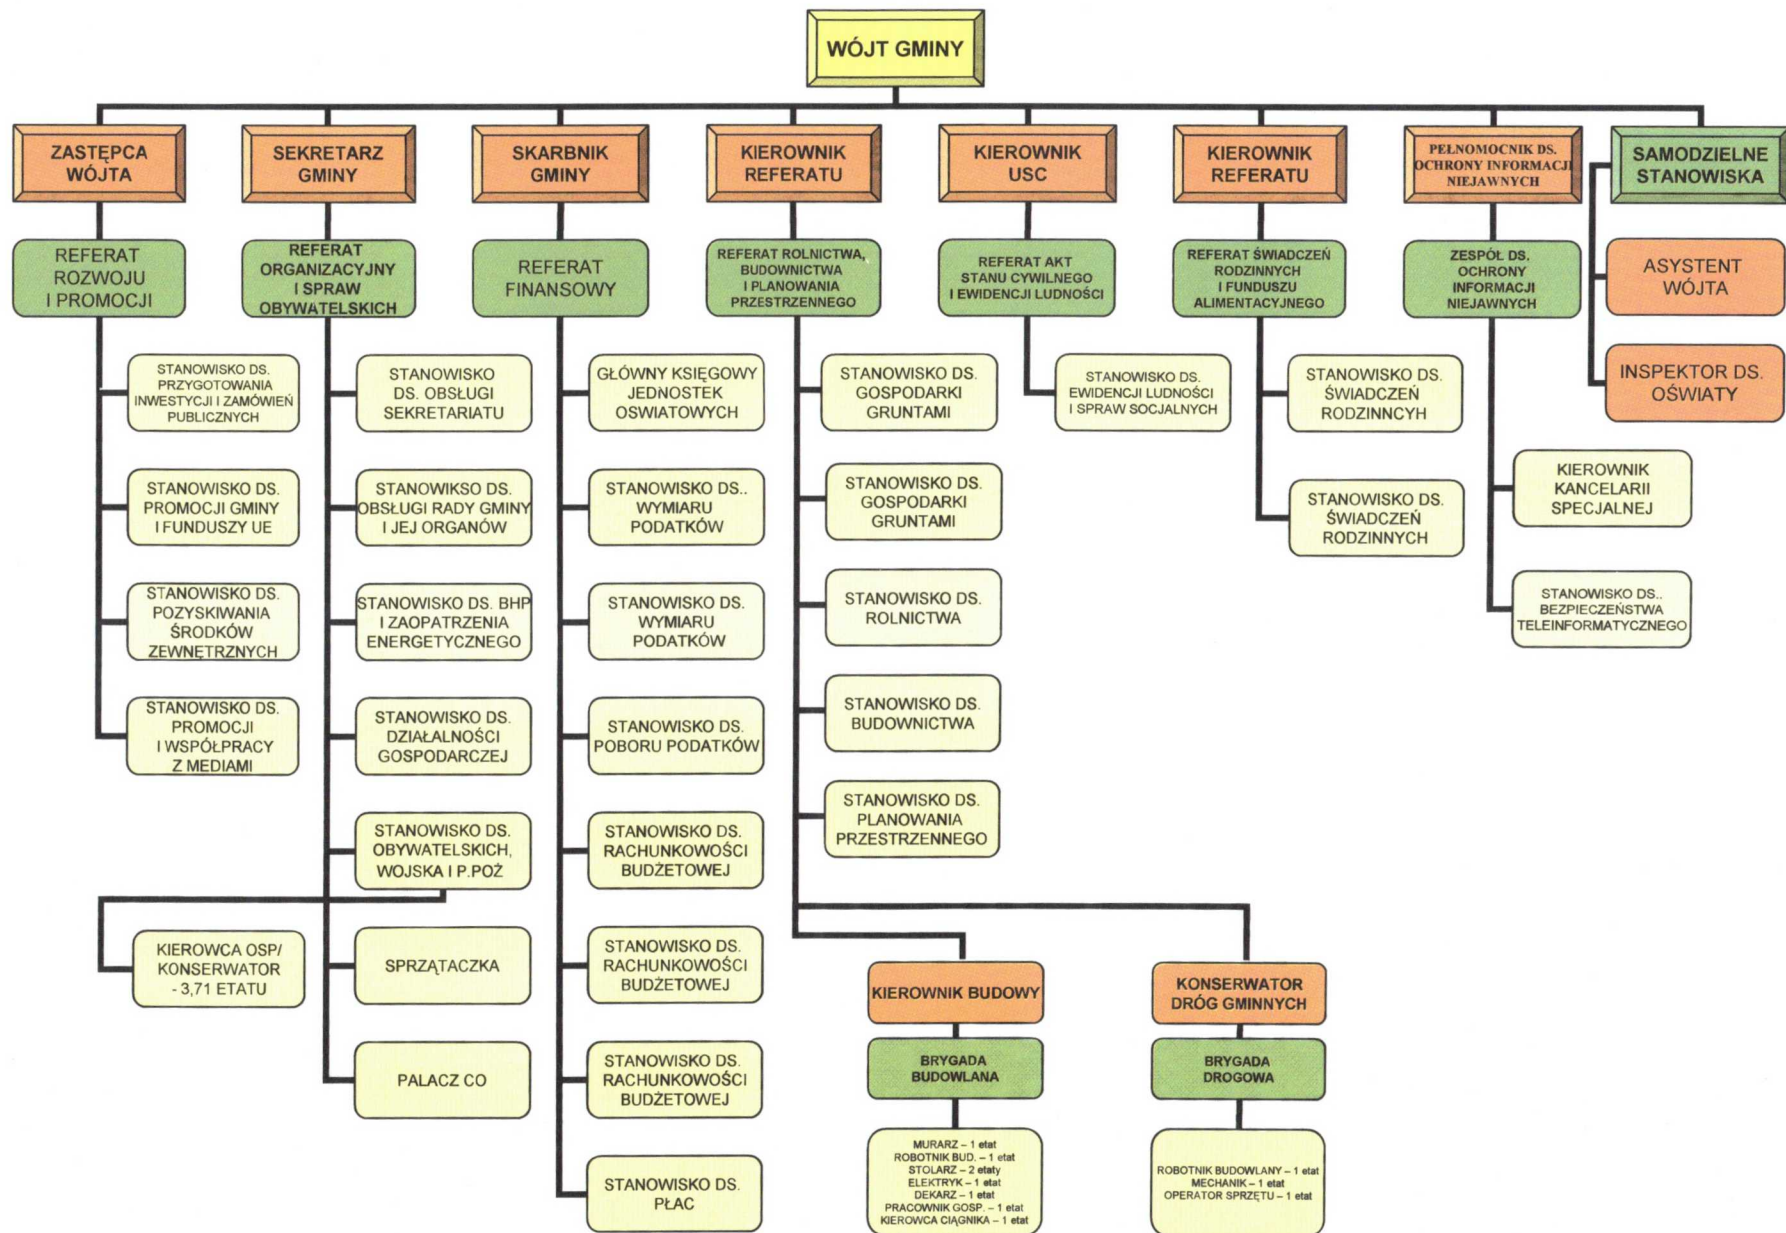 WÓJT GMINY
ZASTĘPCA
WÓJTA
SEKRETARZ
GMINY
SKARBNIK
GMINY
KIEROWNIK
REFERATU
KIEROWNIK
USC
KIEROWNIK
REFERATU
PEŁNOMOCNIK DS.
OCHRONY INFORMACJI
NIEJAWNYCH
SAMODZIELNE
STANOWISKA
REFERAT
ROZWOJU
I PROMOCJI
REFERAT
ORGANIZACYJNY
I SPRAW
OBYWATELSKICH
REFERAT
FINANSOWY
REFERAT ROLNICTWA,
BUDOWNICTWA
I PLANOWANIA
PRZESTRZENNEGO
REFERAT AKT
STANU CYWILNEGO
I EWIDENCJI LUDNOŚCI
REFERAT ŚWIADCZEŃ
RODZINNYCH
I FUNDUSZU
ALIMENTACYJNEGO
ZESPÓŁ DS.
OCHRONY
INFORMACJI
NIEJAWNYCH
ASYSTENT
WÓJTA
INSPEKTOR DS.
OŚWIATY
STANOWISKO DS.
PRZYGOTOWANIA
INWESTYCJI I ZAMÓWIEŃ
PUBLICZNYCH
STANOWISKO DS.
PROMOCJI GMINY
I FUNDUSZY UE
STANOWISKO DS.
POZYSKIWANIA
ŚRODKÓW
ZEWNĘTRZNYCH
STANOWISKO DS.
PROMOCJI
I WSPÓŁPRACY
Z MEDIAMI
STANOWISKO
DS. OBSŁUGI
SEKRETARIATU
STANOWIKSO DS.
OBSŁUGI RADY GMINY
I JEJ ORGANÓW
STANOWISKO DS. BHP
I ZAOPATRZENIA
ENERGETYCZNEGO
STANOWISKO DS.
DZIAŁALNOŚCI
GOSPODARCZEJ
STANOWISKO DS.
OBYWATELSKICH,
WOJSKA I P.POŻ
KIEROWCA OSP/
KONSERWATOR
- 3,71 ETATU
SPRZĄTACZKA
PALACZ CO
GŁÓWNY KSIĘGOWY
JEDNOSTEK
OSWIATOWYCH
STANOWISKO DS..
WYMIARU
PODATKÓW
STANOWISKO DS.
WYMIARU
PODATKÓW
STANOWISKO DS.
POBORU PODATKÓW
STANOWISKO DS.
RACHUNKOWOŚCI
BUDŻETOWEJ
STANOWISKO DS.
RACHUNKOWOŚCI
BUDŻETOWEJ
STANOWISKO DS.
RACHUNKOWOŚCI
BUDŻETOWEJ
STANOWISKO DS.
PŁAC
STANOWISKO DS.
GOSPODARKI
GRUNTAMI
STANOWISKO DS.
GOSPODARKI
GRUNTAMI
STANOWISKO DS.
ROLNICTWA
STANOWISKO DS.
BUDOWNICTWA
STANOWISKO DS.
PLANOWANIA
PRZESTRZENNEGO
KIEROWNIK BUDOWY
BRYGADA
BUDOWLANA
MURARZ – 1 etat
ROBOTNIK BUD. – 1 etat
STOLARZ – 2 etaty
ELEKTRYK – 1 etat
DEKARZ – 1 etat
PRACOWNIK GOSP. – 1 etat
KIEROWCA CIĄGNIKA – 1 etat
KONSERWATOR
DRÓG GMINNYCH
BRYGADA
DROGOWA
ROBOTNIK BUDOWLANY – 1 etat
MECHANIK – 1 etat
OPERATOR SPRZĘTU – 1 etat
STANOWISKO DS.
EWIDENCJI LUDNOŚCI
I SPRAW SOCJALNYCH
STANOWISKO DS.
ŚWIADCZEŃ
RODZINNCYH
STANOWISKO DS.
ŚWIADCZEŃ
RODZINNYCH
KIEROWNIK
KANCELARII
SPECJALNEJ
STANOWISKO DS..
BEZPIECZEŃSTWA
TELEINFORMATYCZNEGO